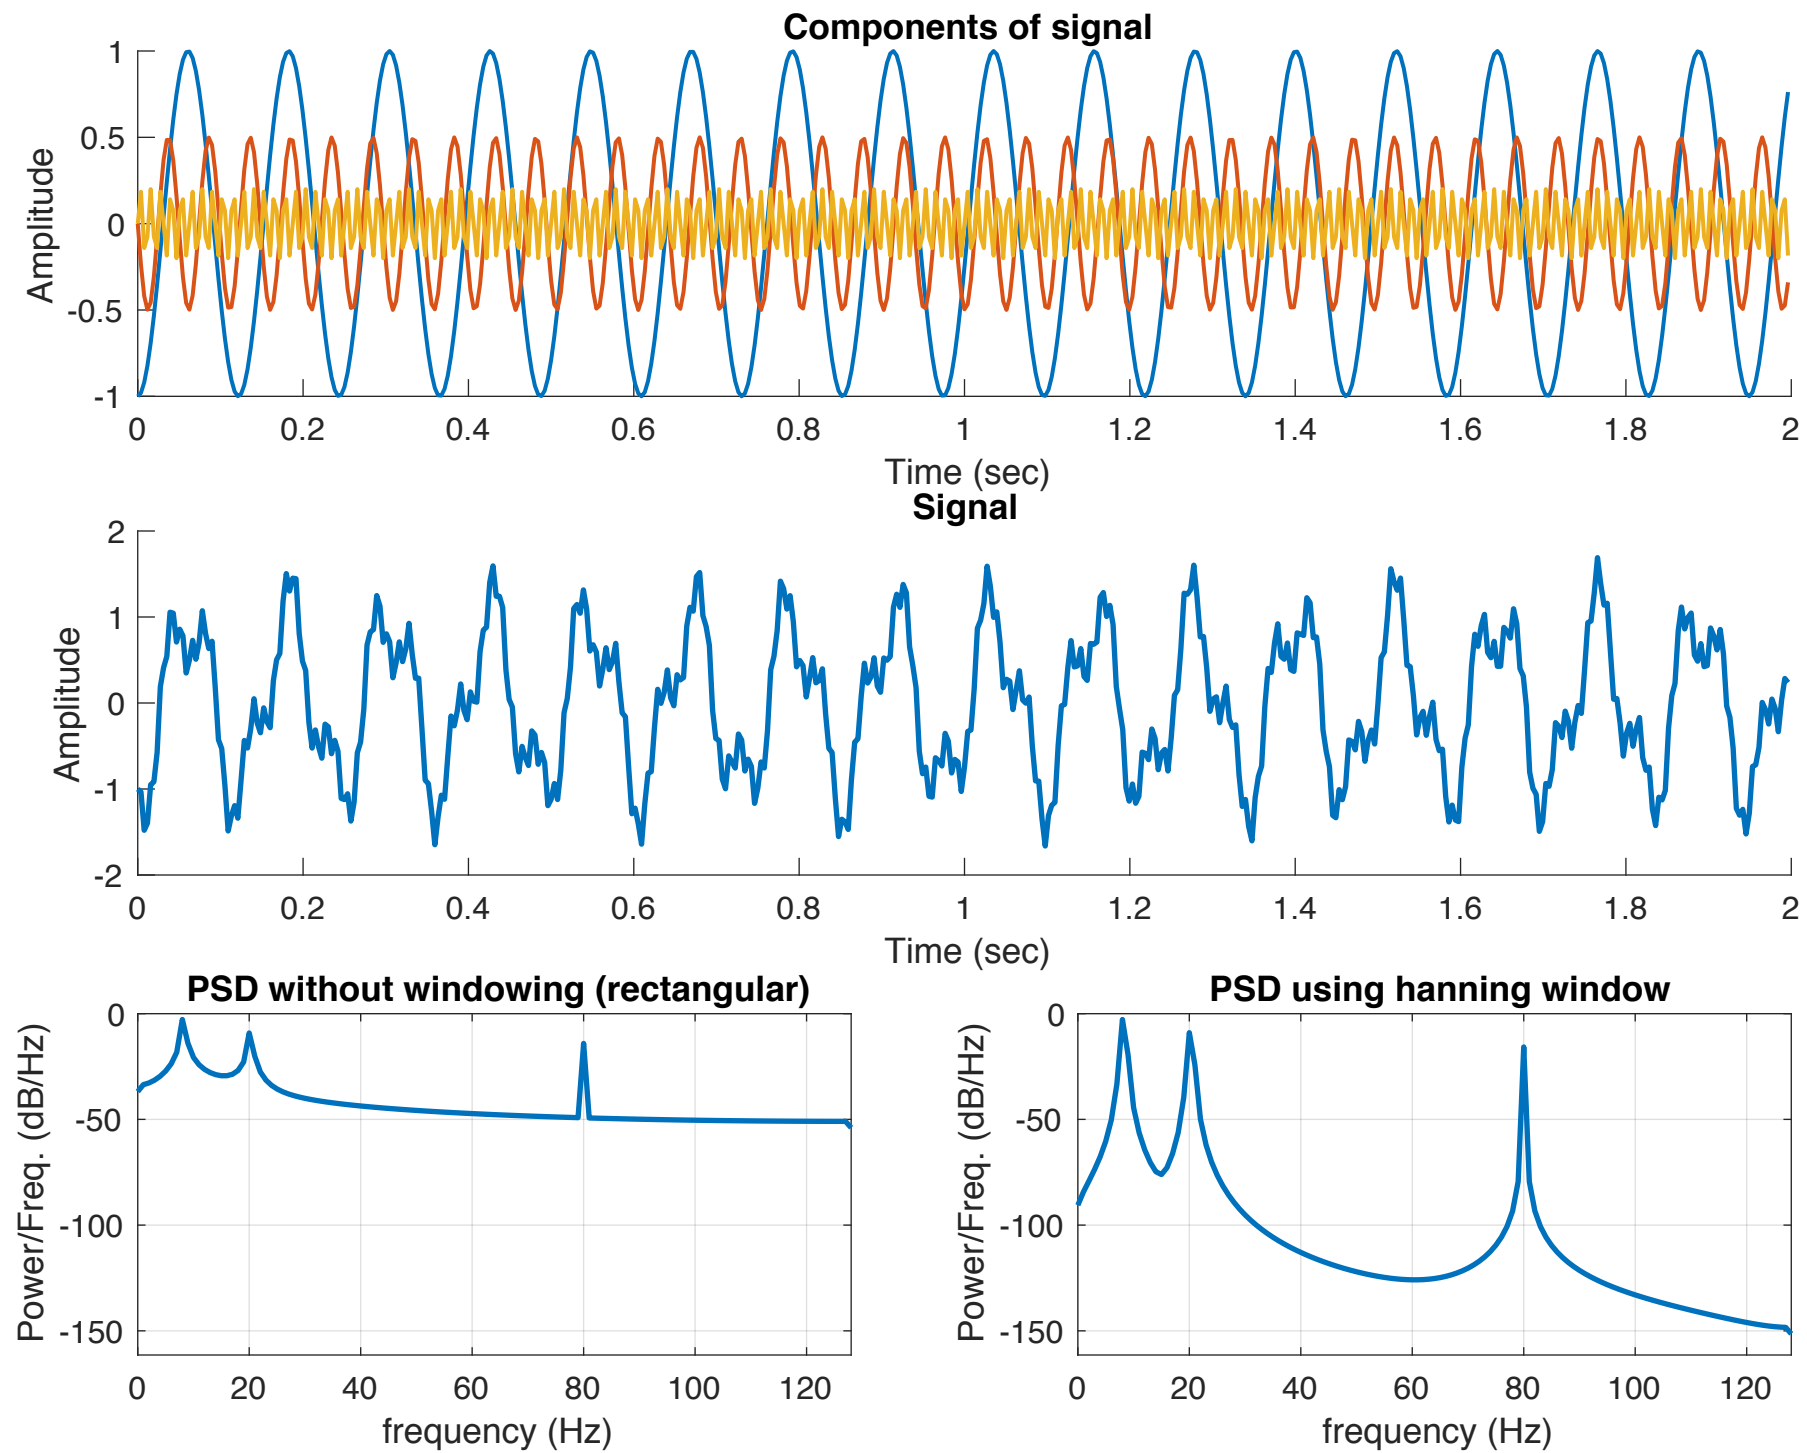 Components of signal
1
0.5
0
-0.5
-1
Amplitude
0 0.2 0.4 0.6 0.8 1 1.2 1.4 1.6 1.8 2
Time (sec)
Signal
2
1
0
-1
-2
Amplitude
0 0.2 0.4 0.6 0.8 1 1.2 1.4 1.6 1.8 2
Time (sec)
PSD without windowing (rectangular)
0
-50
-100
-150
Power/Freq. (dB/Hz)
0 20 40 60 80 100 120
frequency (Hz)
PSD using hanning window
0
-50
-100
-150
Power/Freq. (dB/Hz)
0 20 40 60 80 100 120
frequency (Hz)